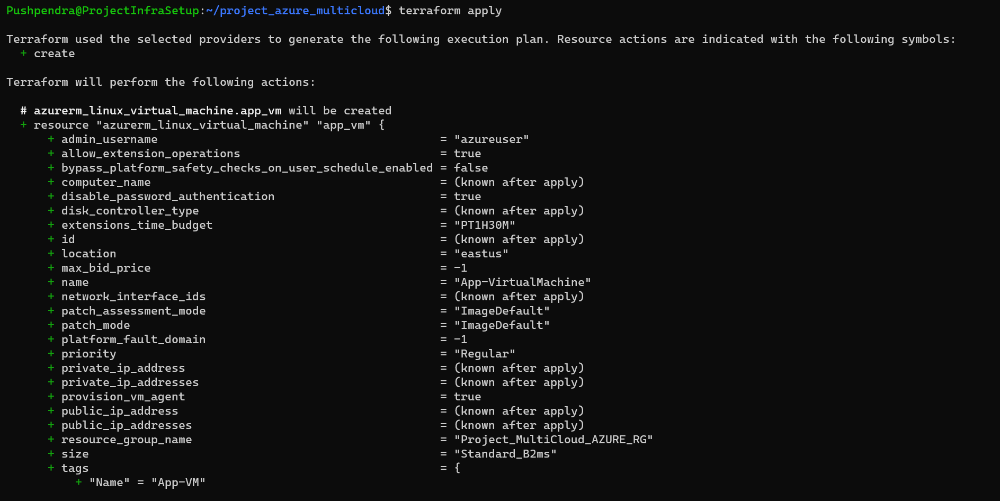 Pushpendra@ProjectInfraSetup:~/project_azure_multicloud$ terraform apply
Terraform used the selected providers to generate the following execution plan. Resource actions are indicated with the following symbols:
+ create
Terraform will perform the following actions:
# azurerm_linux_virtual_machine.app_vm will be created
+ resource "azurerm_linux_virtual_machine" "app_vm" {
+ admin_username = "azureuser"
+ allow_extension_operations = true
+ bypass_platform_safety_checks_on_user_schedule_enabled = false
+ computer_name = (known after apply)
+ disable_password_authentication = true
+ disk_controller_type = (known after apply)
+ extensions_time_budget = "PT1H30M"
+ id = (known after apply)
+ location = "eastus"
+ max_bid_price = -1
+ name = "App-VirtualMachine"
+ network_interface_ids = (known after apply)
+ patch_assessment_mode = "ImageDefault"
+ patch_mode = "ImageDefault"
+ platform_fault_domain = -1
+ priority = "Regular"
+ private_ip_address = (known after apply)
+ private_ip_addresses = (known after apply)
+ provision_vm_agent = true
+ public_ip_address = (known after apply)
+ public_ip_addresses = (known after apply)
+ resource_group_name = "Project_MultiCloud_AZURE_RG"
+ size = "Standard_B2ms"
+ tags = {
+ "Name" = "App-VM"